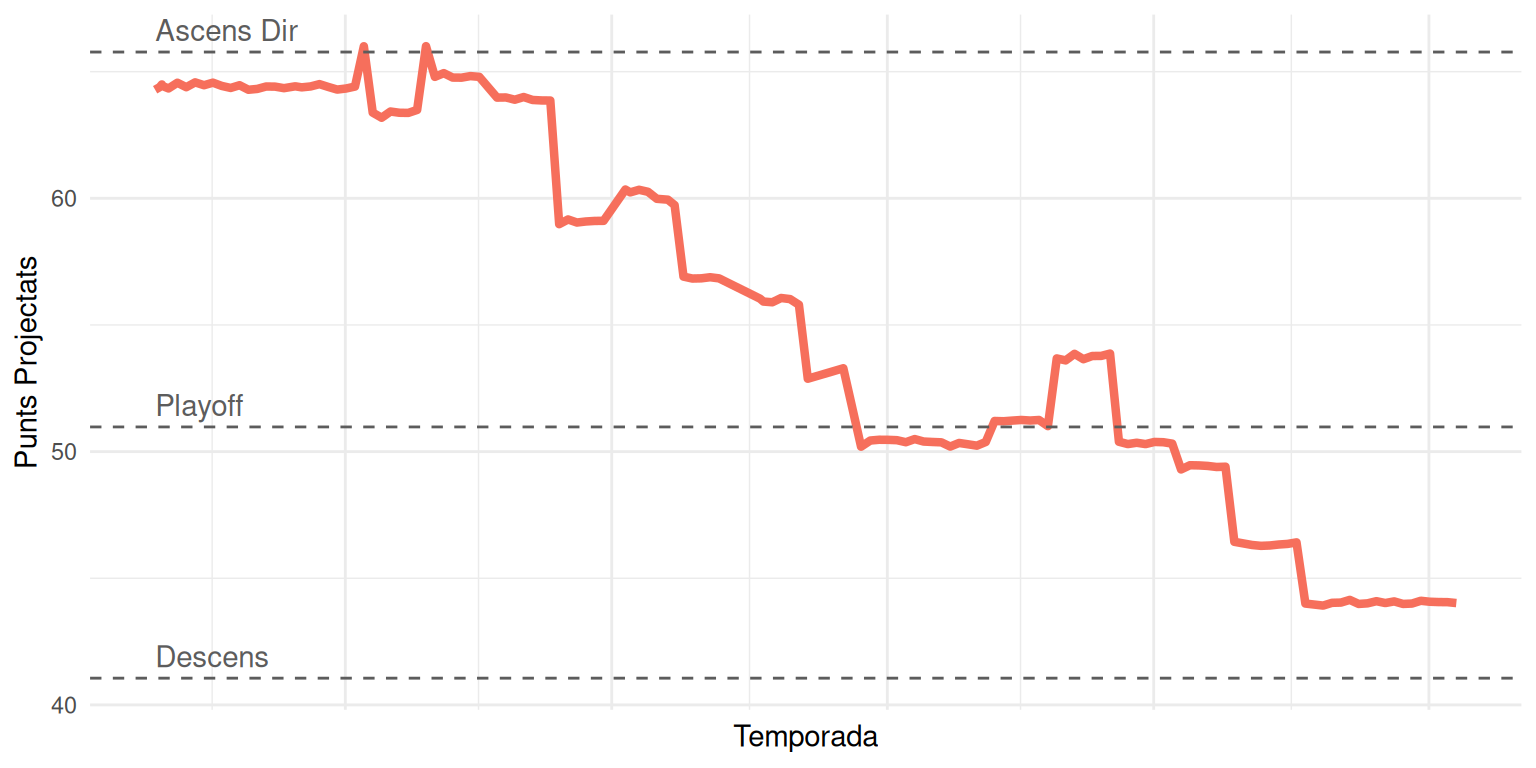 Ascens Dir
60
Playoff
50
Descens
40
Punts Projectats
Temporada